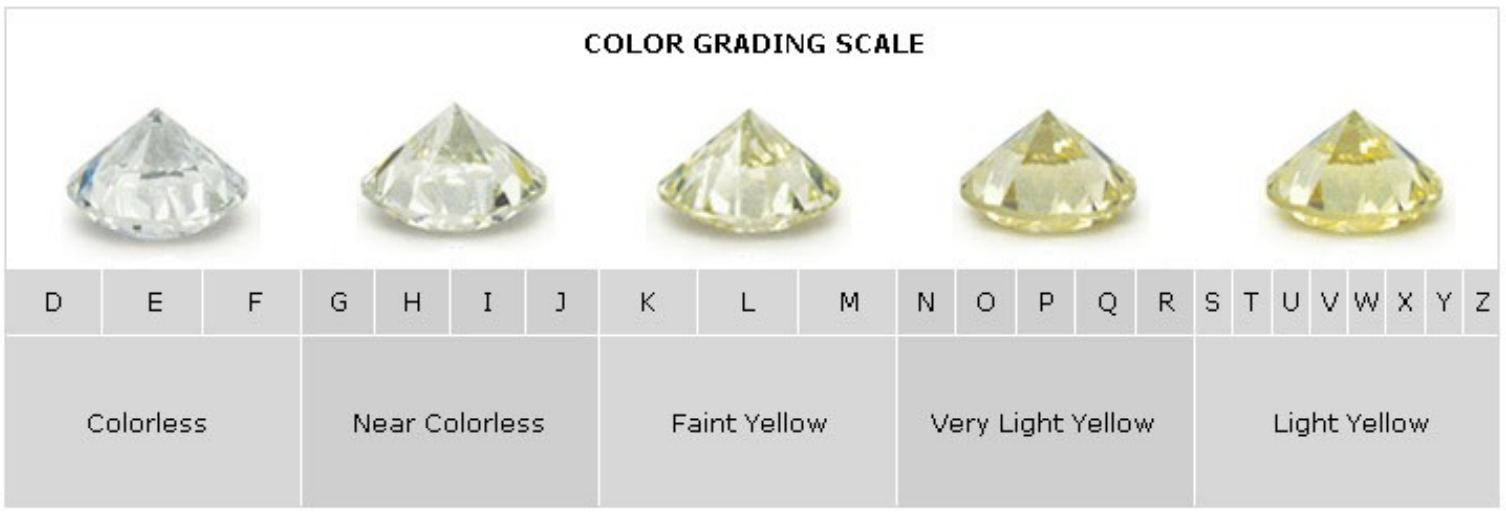 COLOR GRADING SCALE
D E F G H I J K L M N O P Q R S T U V W X Y Z
Colorless Near Colorless Faint Yellow Very Light Yellow Light Yellow